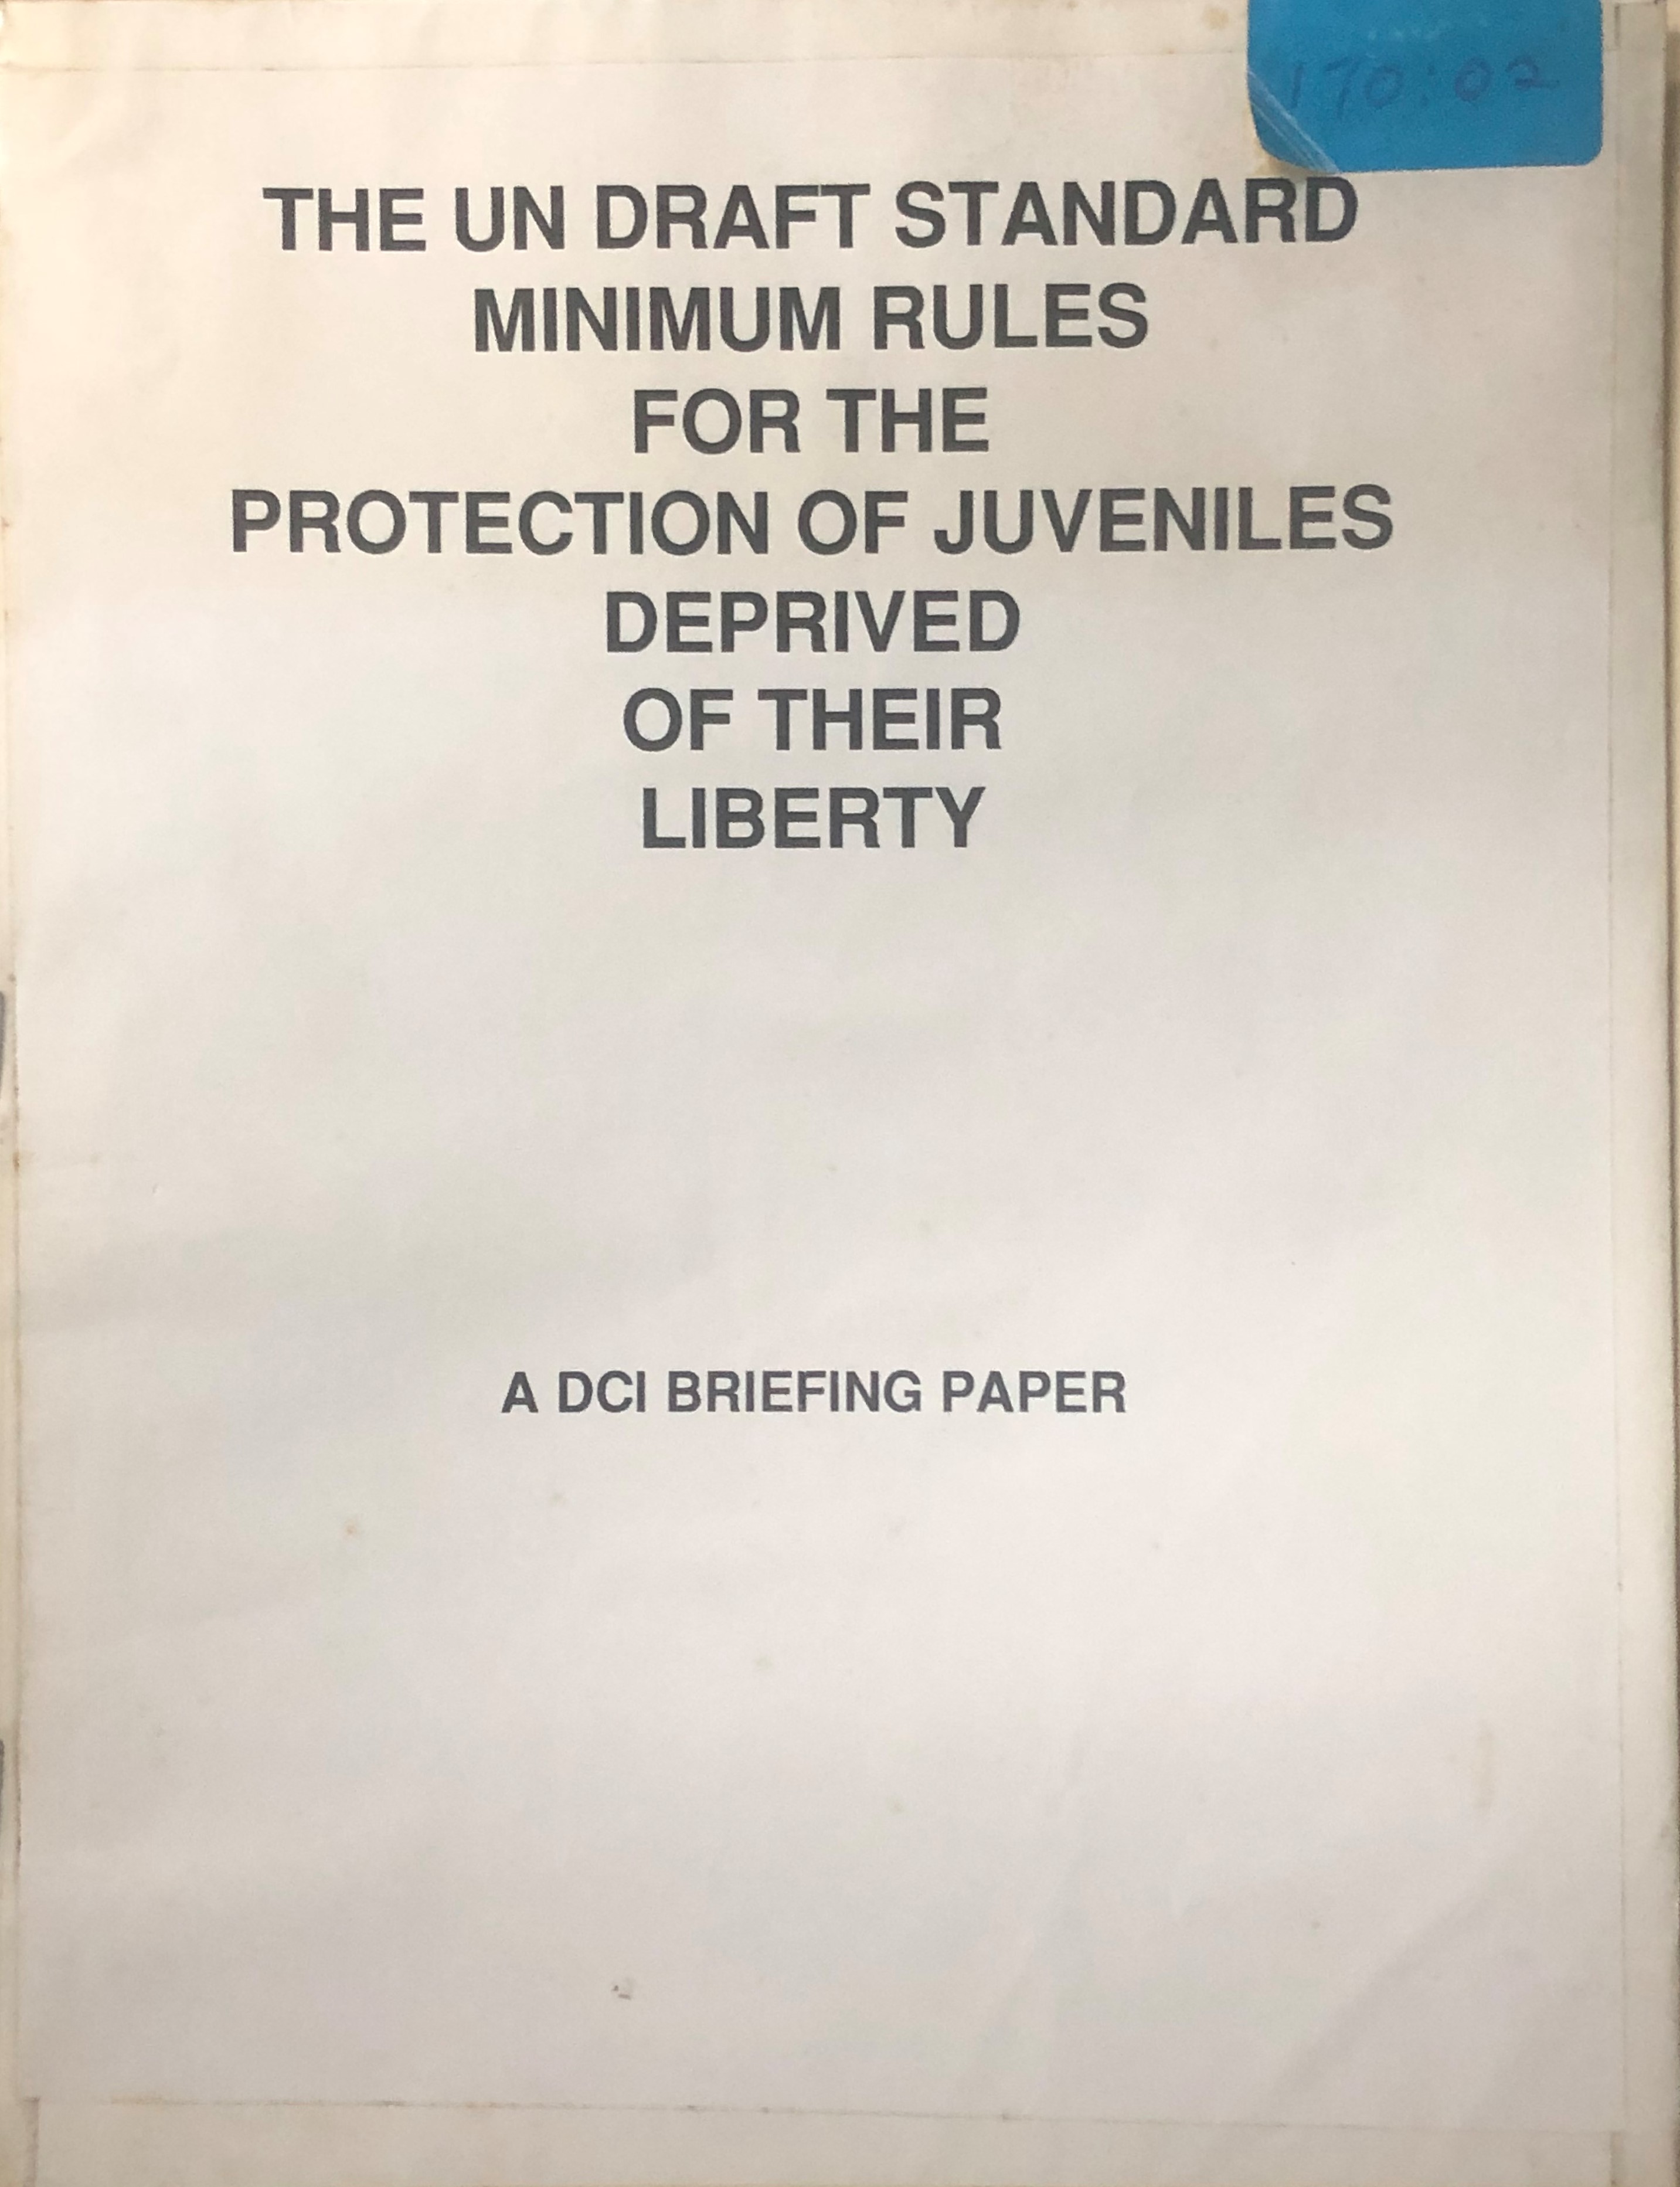 170:02
THE UN DRAFT STANDARD
MINIMUM RULES
FOR THE
PROTECTION OF JUVENILES
DEPRIVED
OF THEIR
LIBERTY
A DCI BRIEFING PAPER